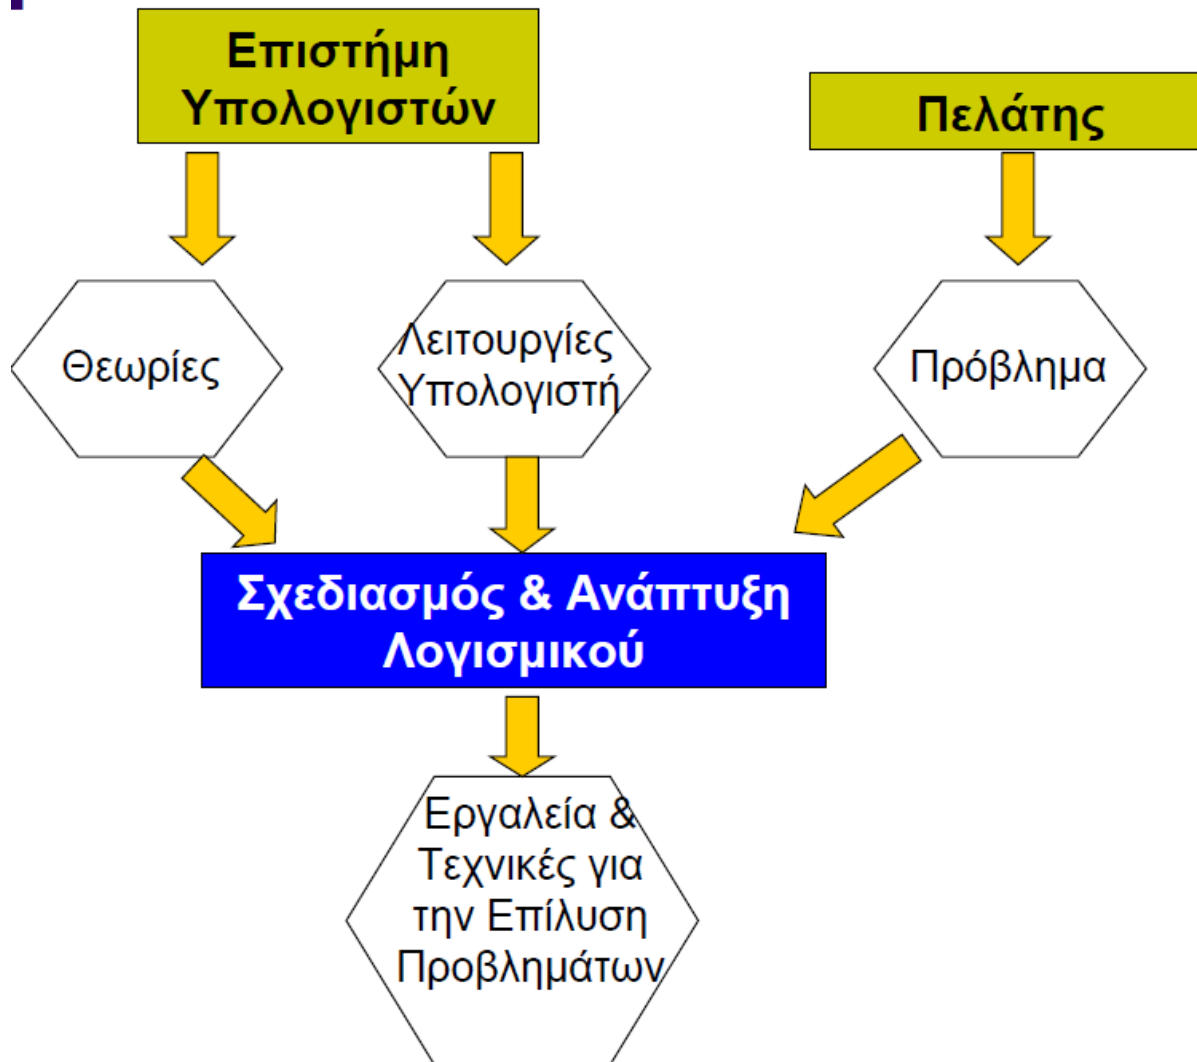 Επιστήμη
Υπολογιστών
Πελάτης
Θεωρίες
Λειτουργίες
Υπολογιστή
Πρόβλημα
Σχεδιασμός & Ανάπτυξη
Λογισμικού
Εργαλεία &
Τεχνικές για
την Επίλυση
Προβλημάτων